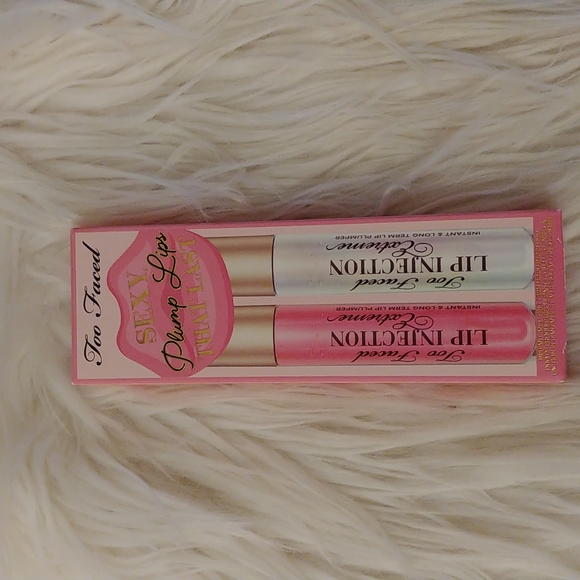 Too Faced
SEXY,
Plump Lips
THAT LAST
Too Faced
LIP INJECTION
Extreme
INSTANT & LONG TERM LIP PLUMPER
Too Faced
LIP INJECTION
Extreme
INSTANT & LONG TERM LIP PLUMPER